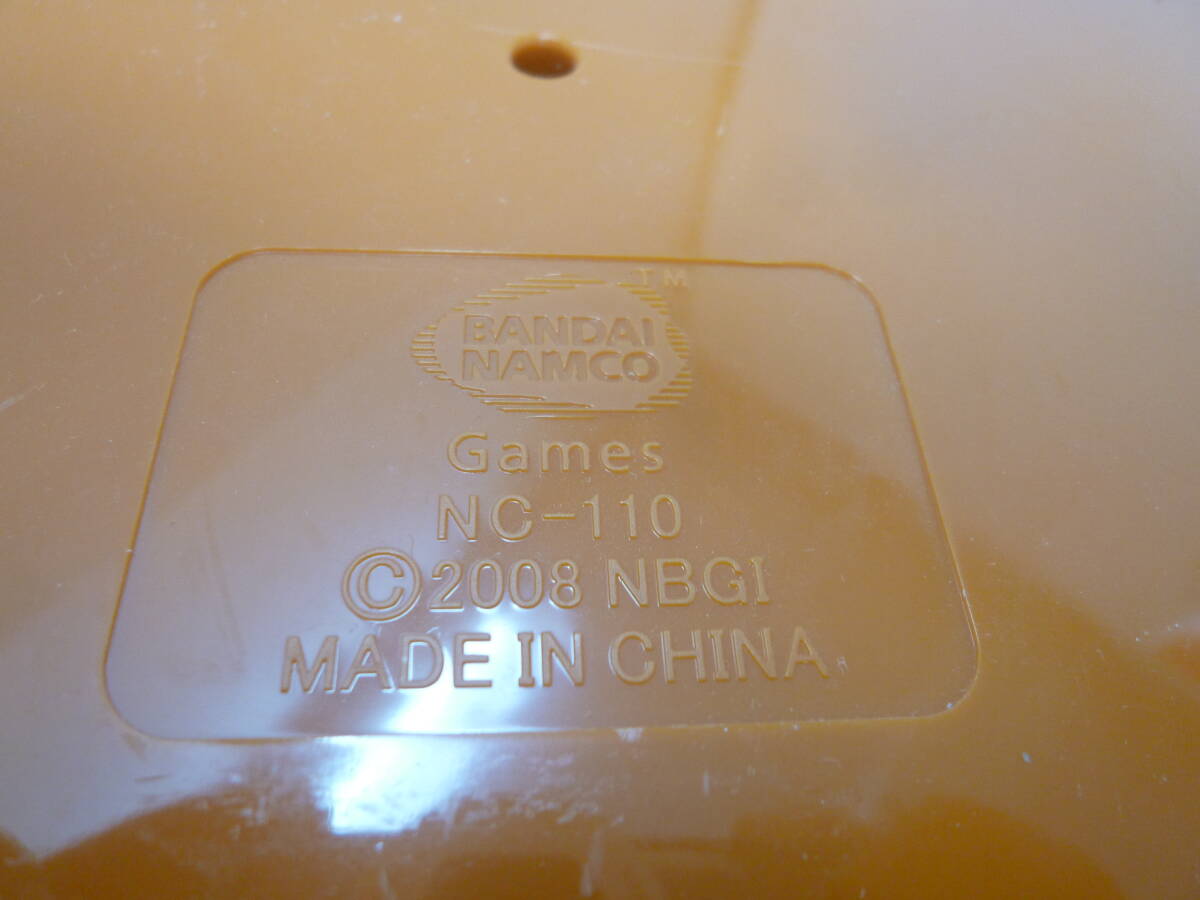 TM
BANDAI
NAMCO
Games
NC-110
©2008 NBGI
MADE IN CHINA